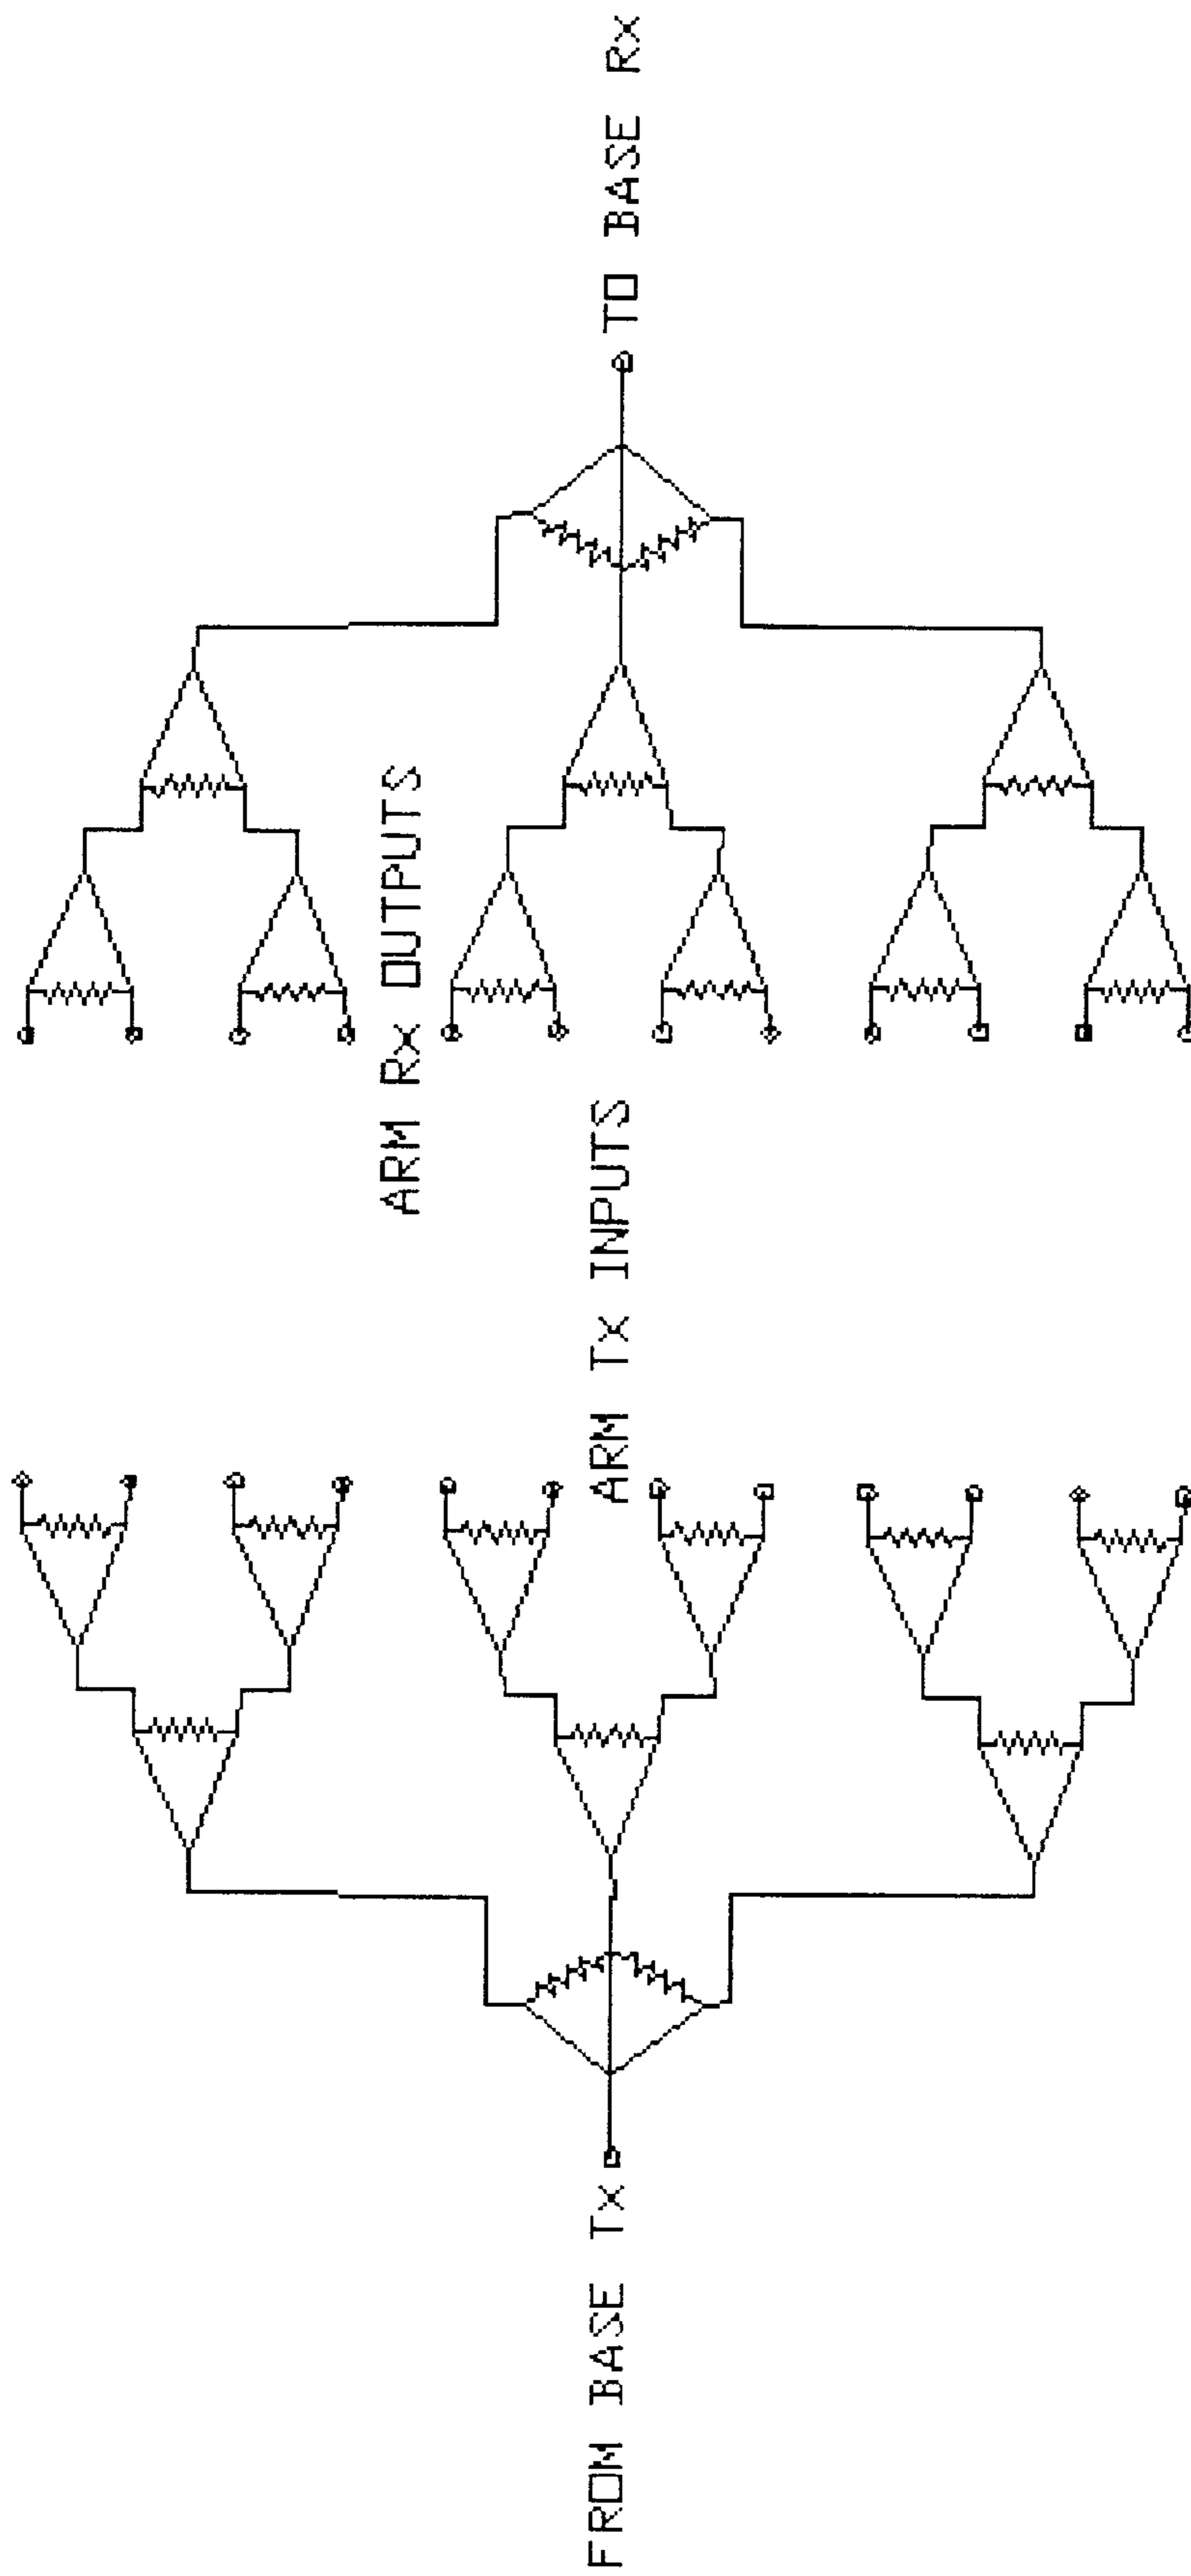 FROM BASE Tx
ARM Rx OUTPUTS
ARM Tx INPUTS
TO BASE Rx